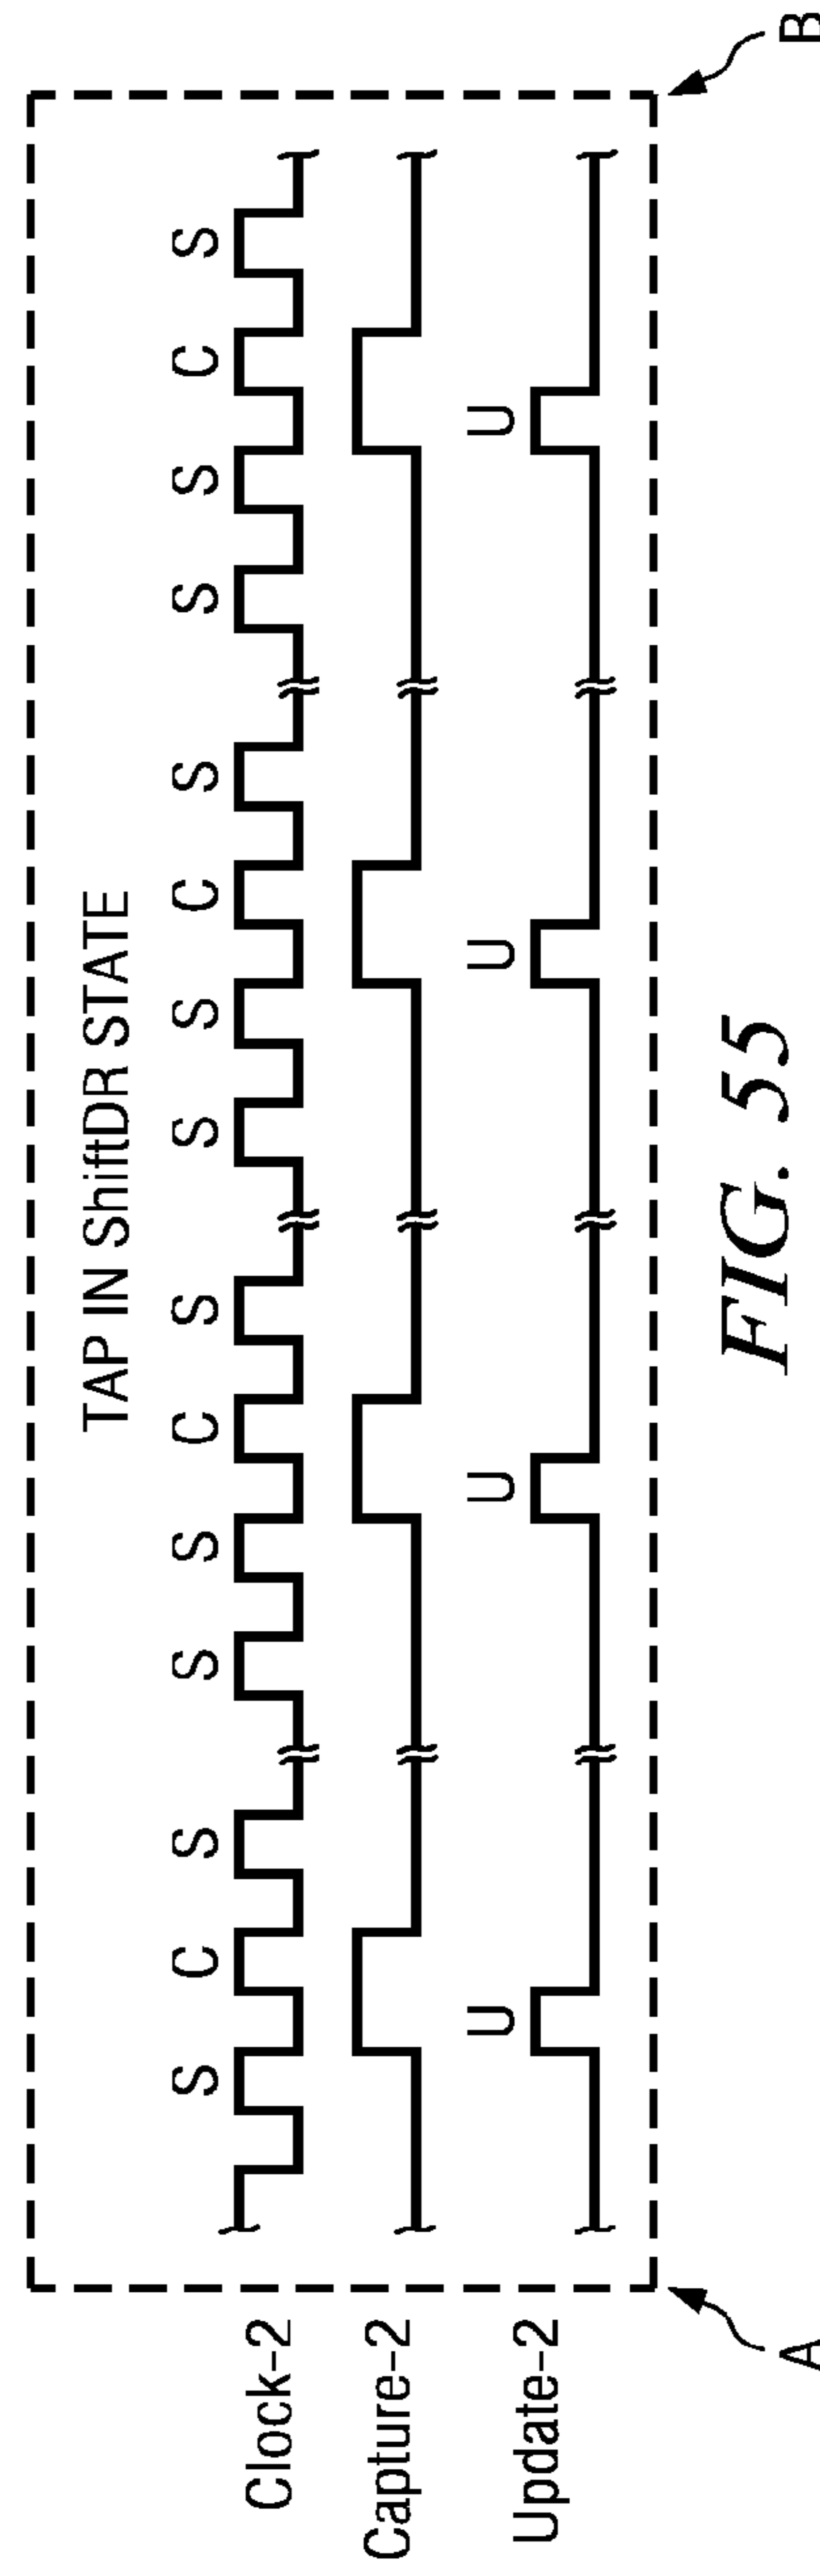 TAP IN ShiftDR STATE
Clock-2 S C S S S C S S S C S S S C S
Capture-2
U U U U
Update-2
A B
FIG. 55